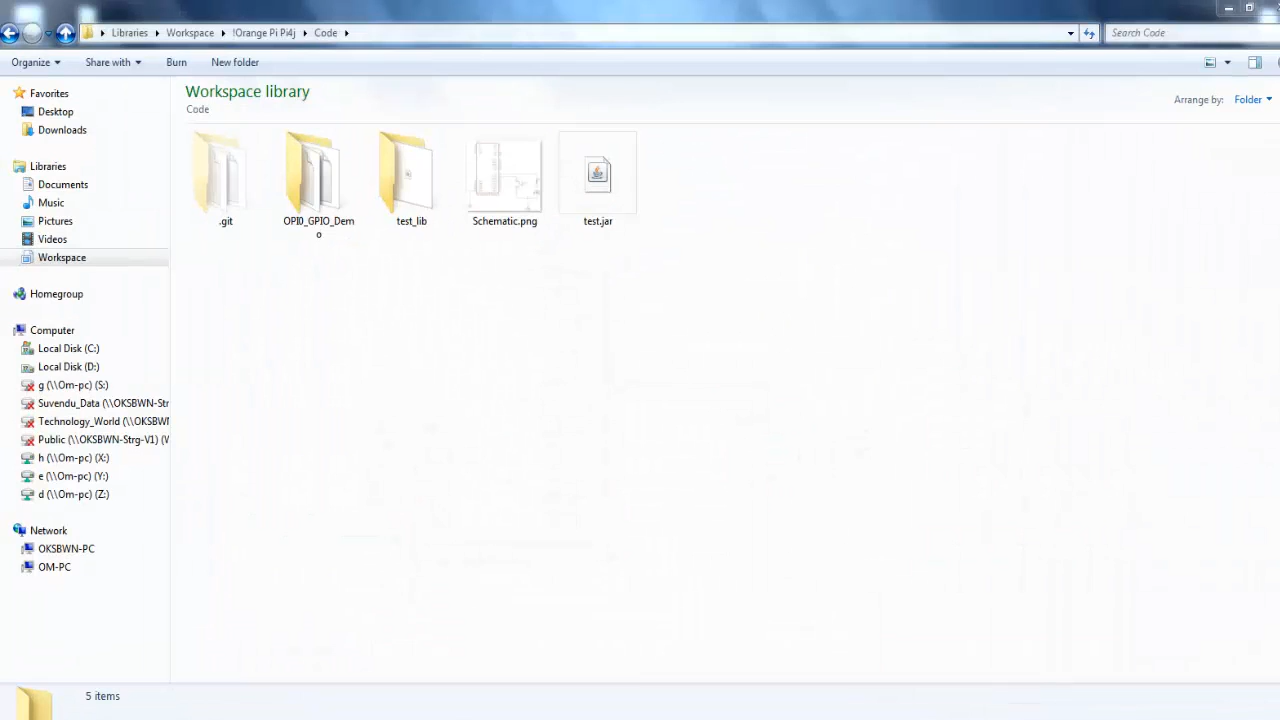 Libraries Workspace !Orange Pi Pi4j Code
Search Code
Organize Share with Burn New folder
Favorites
Desktop
Downloads
Libraries
Documents
Music
Pictures
Videos
Workspace
Homegroup
Computer
Local Disk (C:)
Local Disk (D:)
g (\\Om-pc) (S:)
Suvendu_Data (\\OKSBWN-Str
Technology_World (\\OKSBWN
Public (\\OKSBWN-Strg-V1) (W
h (\\Om-pc) (X:)
e (\\Om-pc) (Y:)
d (\\Om-pc) (Z:)
Network
OKSBWN-PC
OM-PC
Workspace library
Code
Arrange by: Folder
.git
OPI0_GPIO_Dem
o
test_lib
Schematic.png
test.jar
5 items